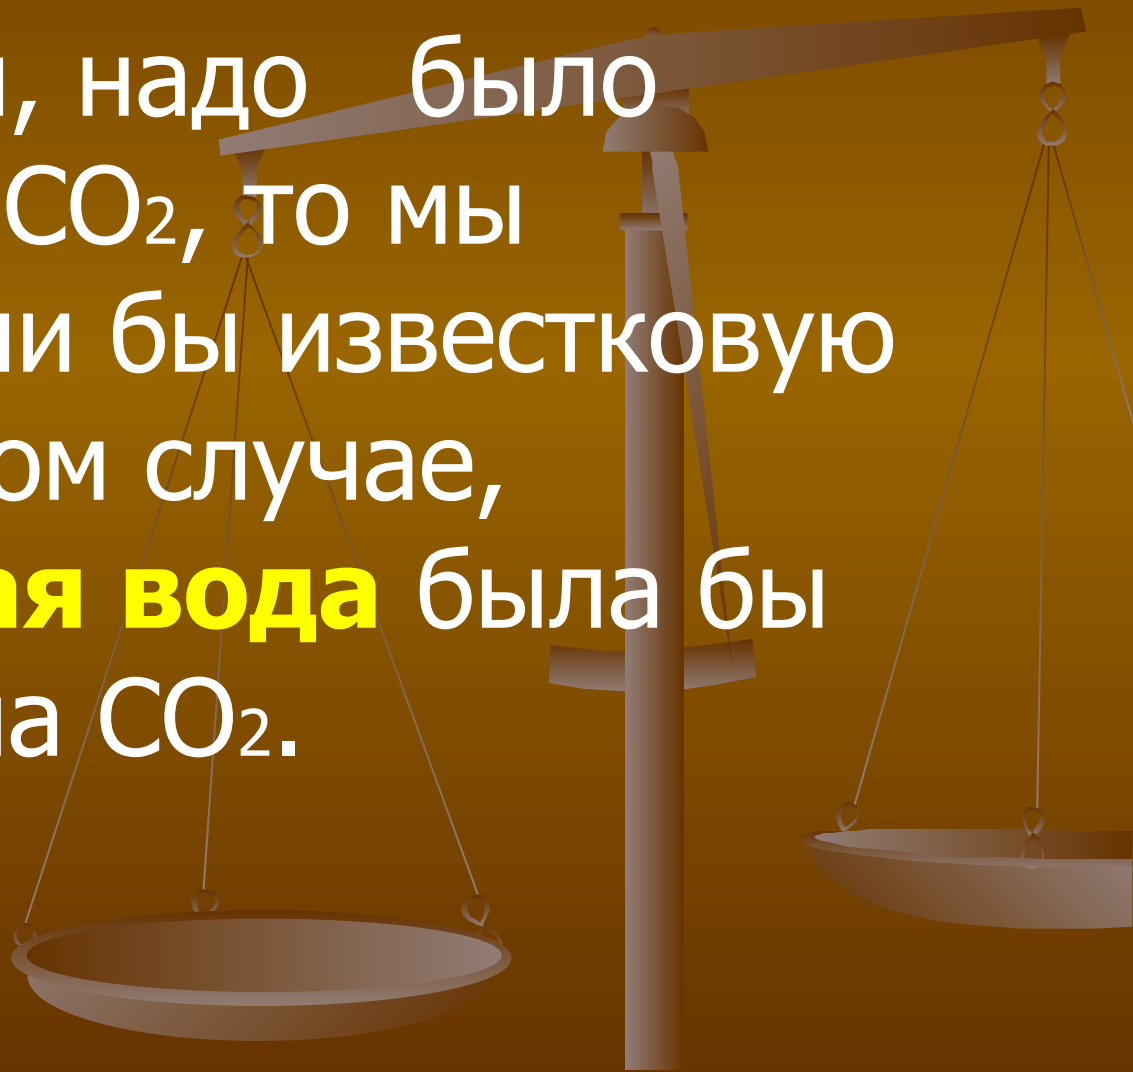 , надо было
CO₂, то мы
ли бы известковую
ом случае,
ая вода была бы
на CO₂.